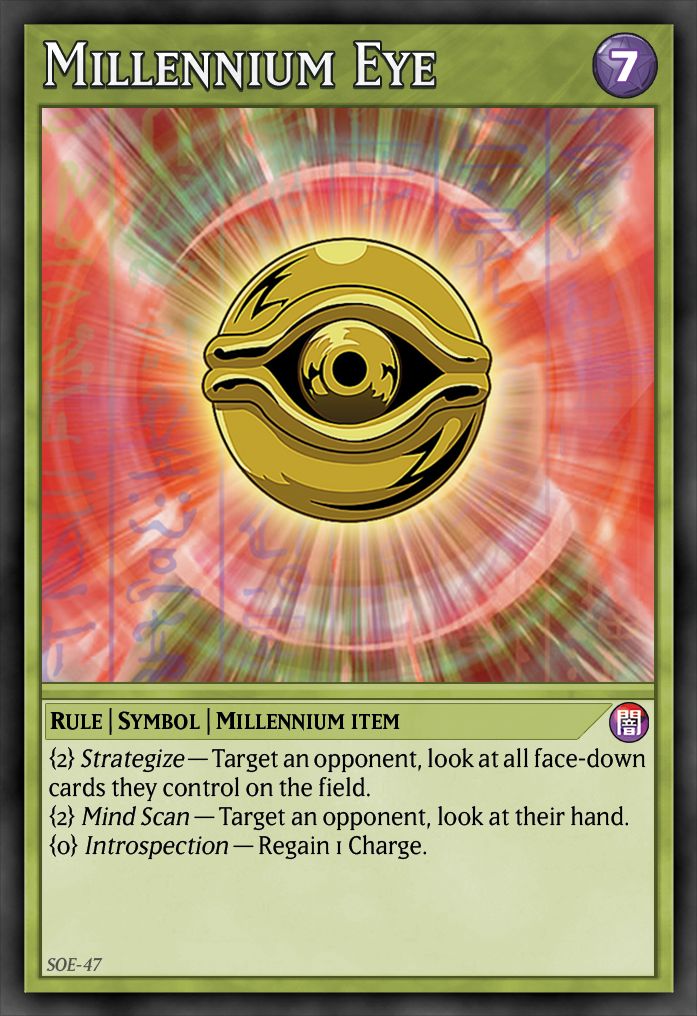 Millennium Eye
7
Rule | Symbol | Millennium item
闇
{2} Strategize — Target an opponent, look at all face-down
cards they control on the field.
{2} Mind Scan — Target an opponent, look at their hand.
{0} Introspection — Regain 1 Charge.
SOE-47